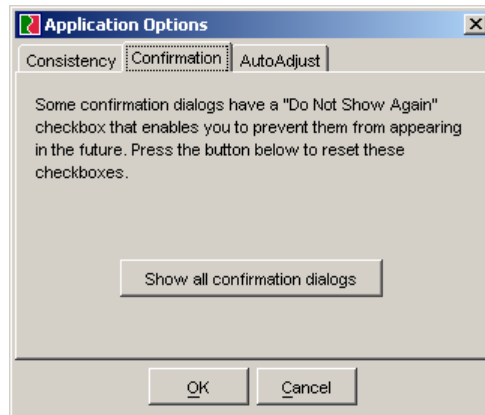 Application Options
Consistency Confirmation AutoAdjust
Some confirmation dialogs have a "Do Not Show Again"
checkbox that enables you to prevent them from appearing
in the future. Press the button below to reset these
checkboxes.
Show all confirmation dialogs
OK Cancel